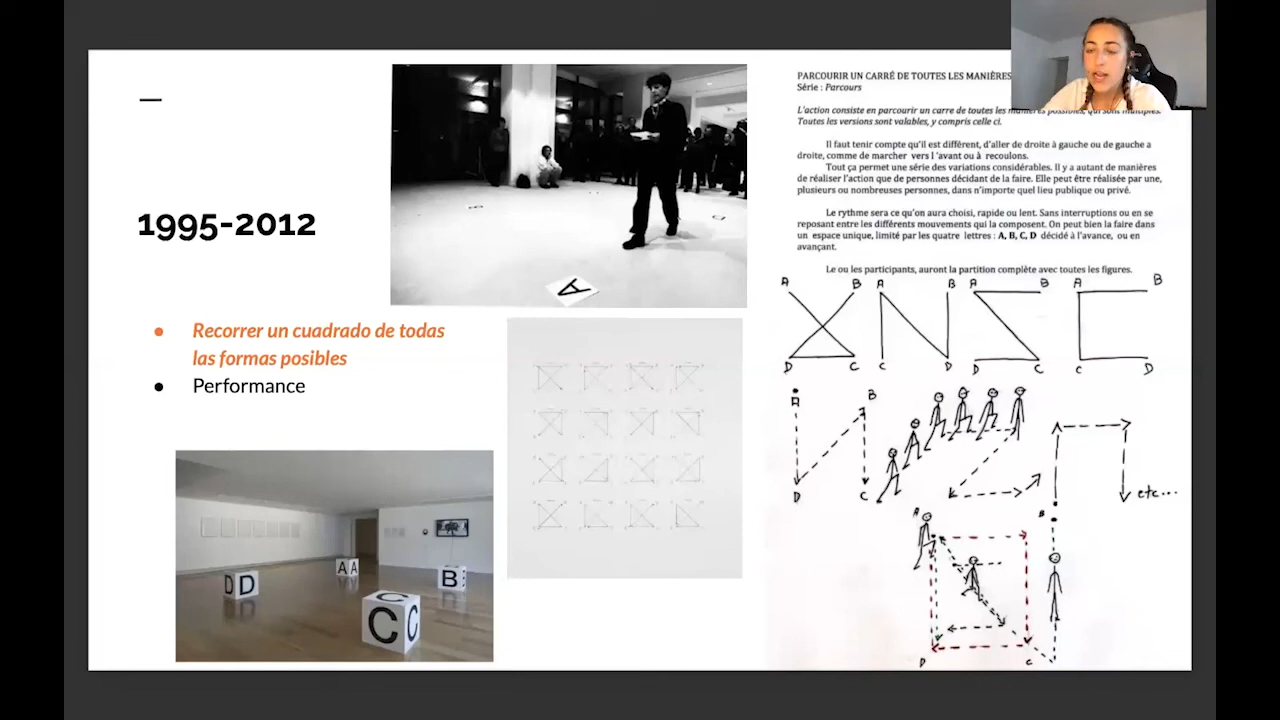 1995-2012
Recorrer un cuadrado de todas
las formas posibles
Performance
A
D D
A A
B
C C
PARCOURIR UN CARRÉ DE TOUTES LES MANIÈRES
Série : Parcours
L'action consiste en parcourir un carre de toutes les manières possibles, qui sont multiples.
Toutes les versions sont valables, y compris celle ci.
Il faut tenir compte qu'il est différent, d'aller de droite à gauche ou de gauche a
droite, comme de marcher vers l'avant ou à recoulons.
Tout ça permet une série des variations considérables. Il y a autant de manières
de réaliser l'action que de personnes décidant de la faire. Elle peut être réalisée par une,
plusieurs ou nombreuses personnes, dans n'importe quel lieu publique ou privé.
Le rythme sera ce qu'on aura choisi, rapide ou lent. Sans interruptions ou en se
reposant entre les différents mouvements qui la composent. On peut bien la faire dans
un espace unique, limité par les quatre lettres : A, B, C, D décidé à l'avance, ou en
avançant.
Le ou les participants, auront la partition complète avec toutes les figures.
A B A B A B A B
D C C D D C C D
A B
D C
etc...
A B
D C